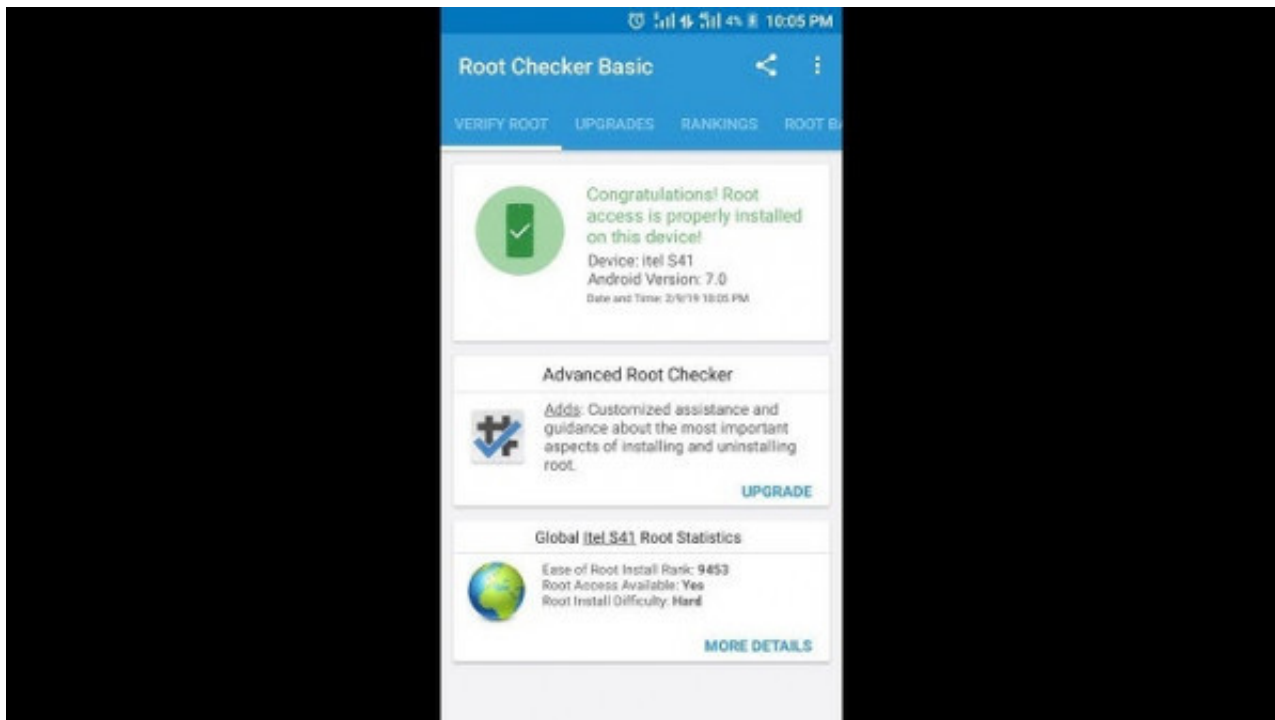 4% 10:05 PM
Root Checker Basic
VERIFY ROOT UPGRADES RANKINGS ROOT BA
Congratulations! Root
access is properly installed
on this device!
Device: itel S41
Android Version: 7.0
Date and Time: 2/9/19 10:05 PM
Advanced Root Checker
Adds: Customized assistance and
guidance about the most important
aspects of installing and uninstalling
root.
UPGRADE
Global Itel S41 Root Statistics
Ease of Root Install Rank: 9453
Root Access Available: Yes
Root Install Difficulty: Hard
MORE DETAILS